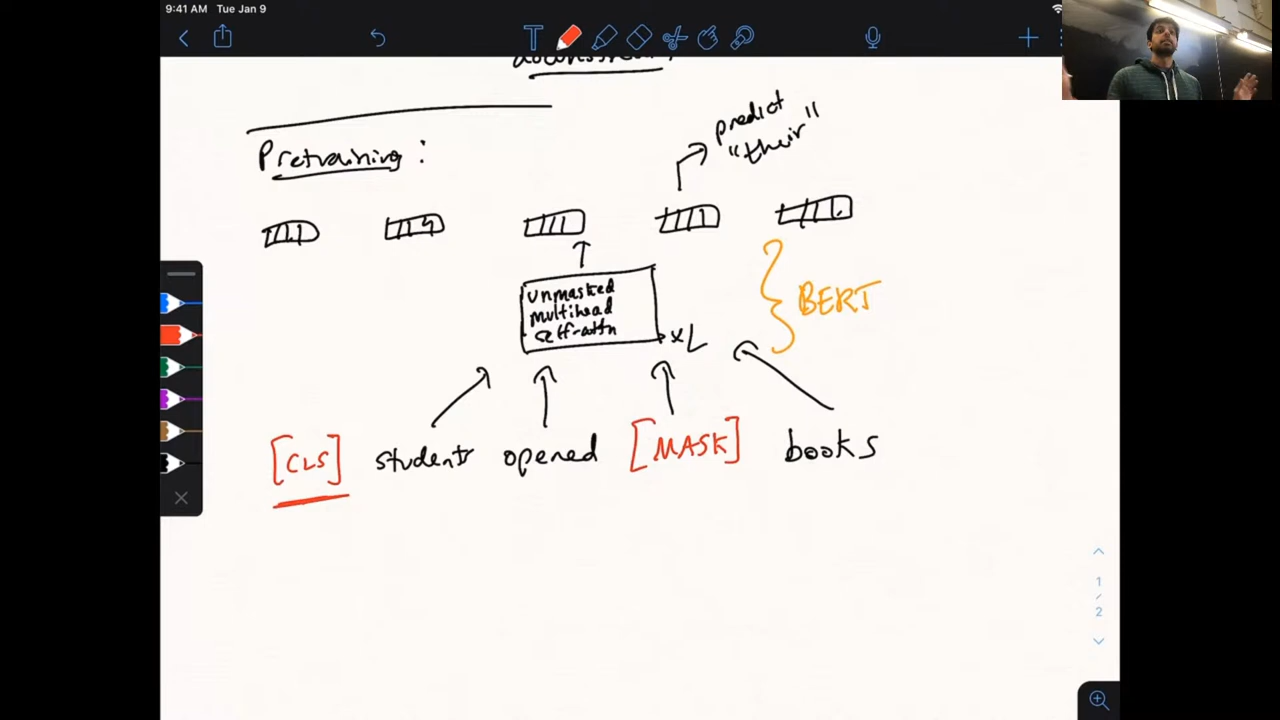 9:41 AM Tue Jan 9
Pretraining:
predict
"their"
unmasked
multihead
self-attn
×L
BERT
[CLS] students opened [MASK] books
1
/
2